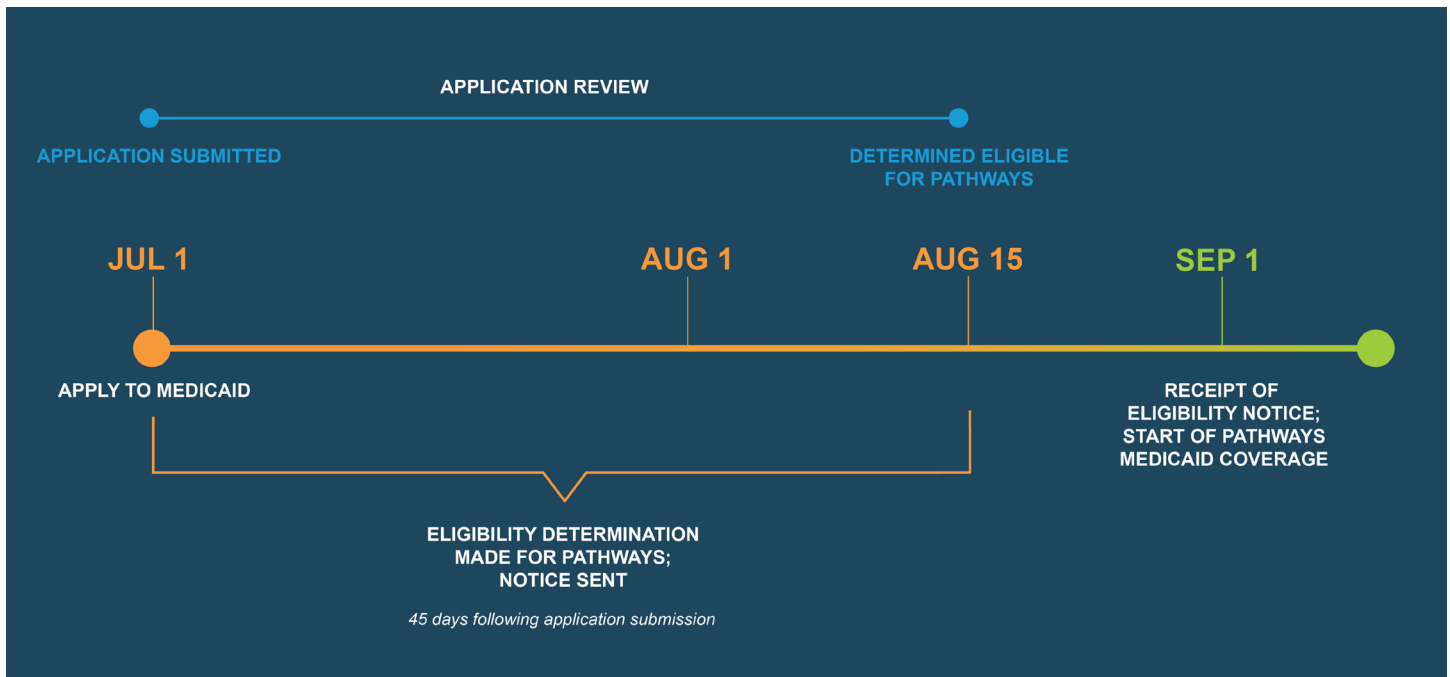 APPLICATION REVIEW
APPLICATION SUBMITTED
DETERMINED ELIGIBLE
FOR PATHWAYS
JUL 1
AUG 1
AUG 15
SEP 1
APPLY TO MEDICAID
RECEIPT OF
ELIGIBILITY NOTICE;
START OF PATHWAYS
MEDICAID COVERAGE
ELIGIBILITY DETERMINATION
MADE FOR PATHWAYS;
NOTICE SENT
45 days following application submission